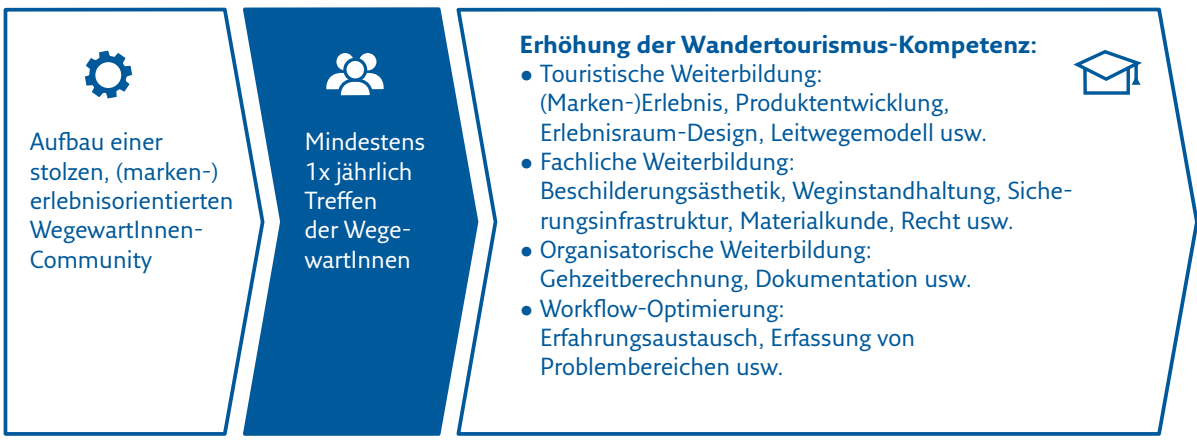 Aufbau einer
stolzen, (marken-)
erlebnisorientierten
WegewartInnen-
Community
Mindestens
1x jährlich
Treffen
der Wege-
wartInnen
Erhöhung der Wandertourismus-Kompetenz:
● Touristische Weiterbildung:
(Marken-)Erlebnis, Produktentwicklung,
Erlebnisraum-Design, Leitwegemodell usw.
● Fachliche Weiterbildung:
Beschilderungsästhetik, Weginstandhaltung, Siche-
rungsinfrastruktur, Materialkunde, Recht usw.
● Organisatorische Weiterbildung:
Gehzeitberechnung, Dokumentation usw.
● Workflow-Optimierung:
Erfahrungsaustausch, Erfassung von
Problembereichen usw.